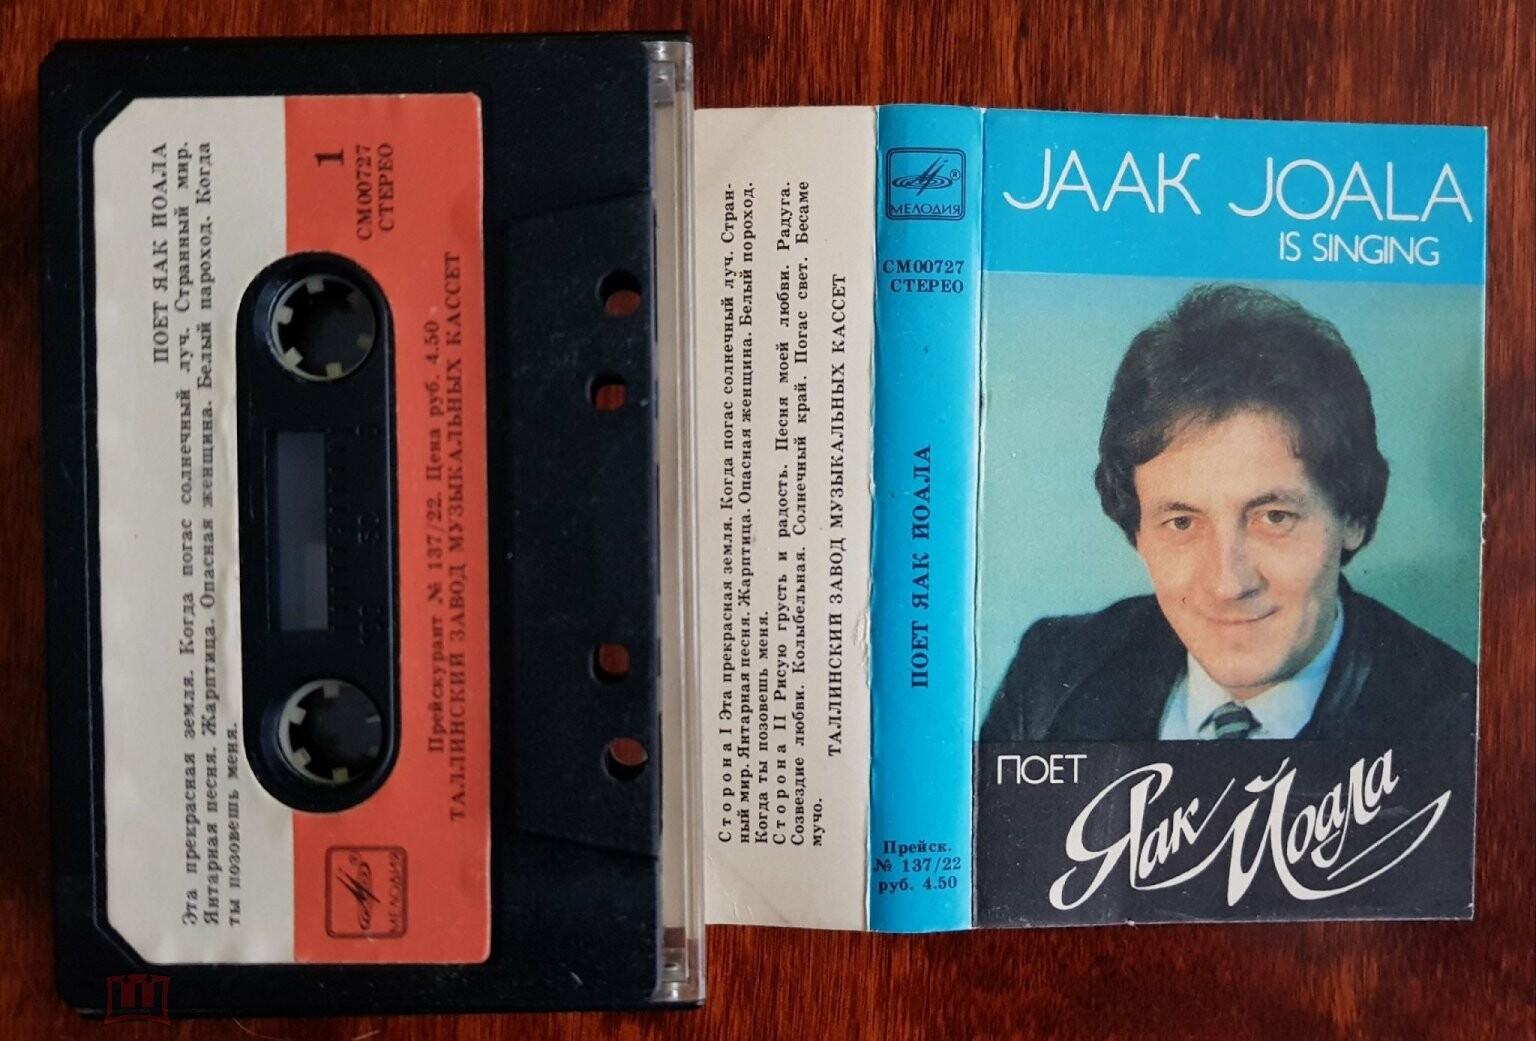 ПОЕТ ЯАК ЙОАЛА
Эта прекрасная земля. Когда погас солнечный луч. Странный мир.
Янтарная песня. Жарптица. Опасная женщина. Белый пароход. Когда
ты позовешь меня.
1
СМ00727
СТЕРЕО
Прейскурант № 137/22. Цена руб. 4.50
ТАЛЛИНСКИЙ ЗАВОД МУЗЫКАЛЬНЫХ КАССЕТ
МЕЛОДИЯ
Сторона I Эта прекрасная земля. Когда погас солнечный луч. Стран-
ный мир. Янтарная песня. Жарптица. Опасная женщина. Белый пороход.
Когда ты позовешь меня.
Сторона II Рисую грусть и радость. Песня моей любви. Радуга.
Созвездие любви. Колыбельная. Солнечный край. Погас свет. Бесаме
мучо.
ТАЛЛИНСКИЙ ЗАВОД МУЗЫКАЛЬНЫХ КАССЕТ
МЕЛОДИЯ
СМ00727
СТЕРЕО
ПОЕТ ЯАК ЙОАЛА
Прейск.
№ 137/22
руб. 4.50
JAAK JOALA
IS SINGING
ПОЕТ
Яак Йоала